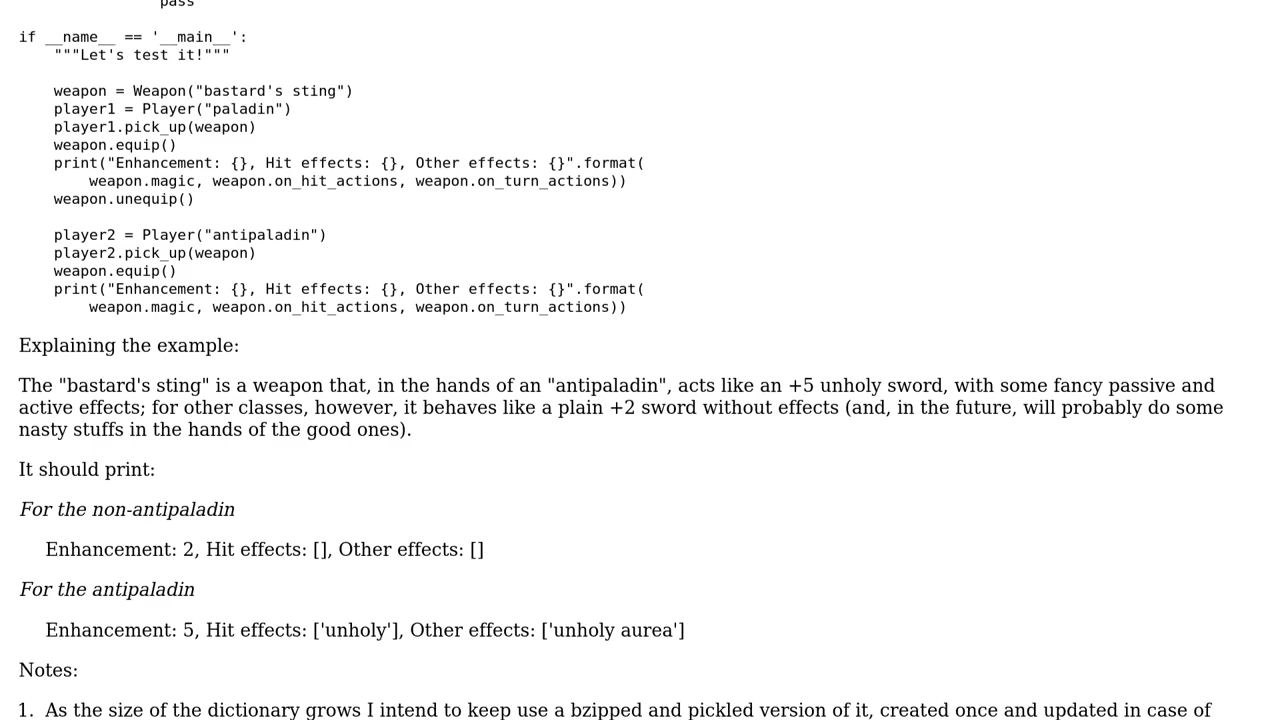 pass
if __name__ == '__main__':
"""Let's test it!"""
weapon = Weapon("bastard's sting")
player1 = Player("paladin")
player1.pick_up(weapon)
weapon.equip()
print("Enhancement: {}, Hit effects: {}, Other effects: {}".format(
weapon.magic, weapon.on_hit_actions, weapon.on_turn_actions))
weapon.unequip()
player2 = Player("antipaladin")
player2.pick_up(weapon)
weapon.equip()
print("Enhancement: {}, Hit effects: {}, Other effects: {}".format(
weapon.magic, weapon.on_hit_actions, weapon.on_turn_actions))
Explaining the example:
The "bastard's sting" is a weapon that, in the hands of an "antipaladin", acts like an +5 unholy sword, with some fancy passive and
active effects; for other classes, however, it behaves like a plain +2 sword without effects (and, in the future, will probably do some
nasty stuffs in the hands of the good ones).
It should print:
For the non-antipaladin
Enhancement: 2, Hit effects: [], Other effects: []
For the antipaladin
Enhancement: 5, Hit effects: ['unholy'], Other effects: ['unholy aurea']
Notes:
1. As the size of the dictionary grows I intend to keep use a bzipped and pickled version of it, created once and updated in case of